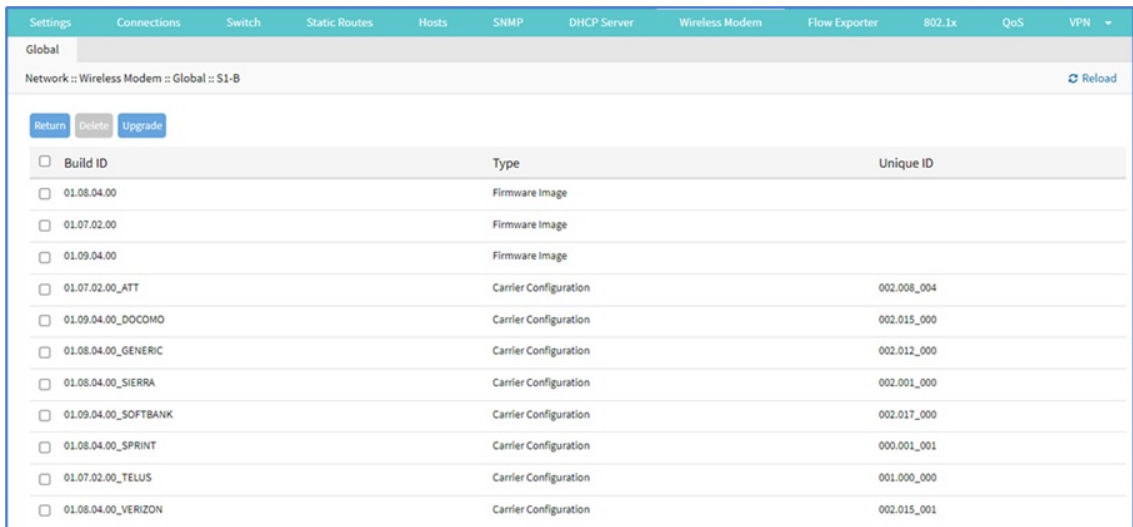 Settings Connections Switch Static Routes Hosts SNMP DHCP Server Wireless Modem Flow Exporter 802.1x QoS VPN
Global
Network :: Wireless Modem :: Global :: S1-B Reload
Return Delete Upgrade
Build ID Type Unique ID
01.08.04.00 Firmware Image
01.07.02.00 Firmware Image
01.09.04.00 Firmware Image
01.07.02.00_ATT Carrier Configuration 002.008_004
01.09.04.00_DOCOMO Carrier Configuration 002.015_000
01.08.04.00_GENERIC Carrier Configuration 002.012_000
01.08.04.00_SIERRA Carrier Configuration 002.001_000
01.09.04.00_SOFTBANK Carrier Configuration 002.017_000
01.08.04.00_SPRINT Carrier Configuration 000.001_001
01.07.02.00_TELUS Carrier Configuration 001.000_000
01.08.04.00_VERIZON Carrier Configuration 002.015_001